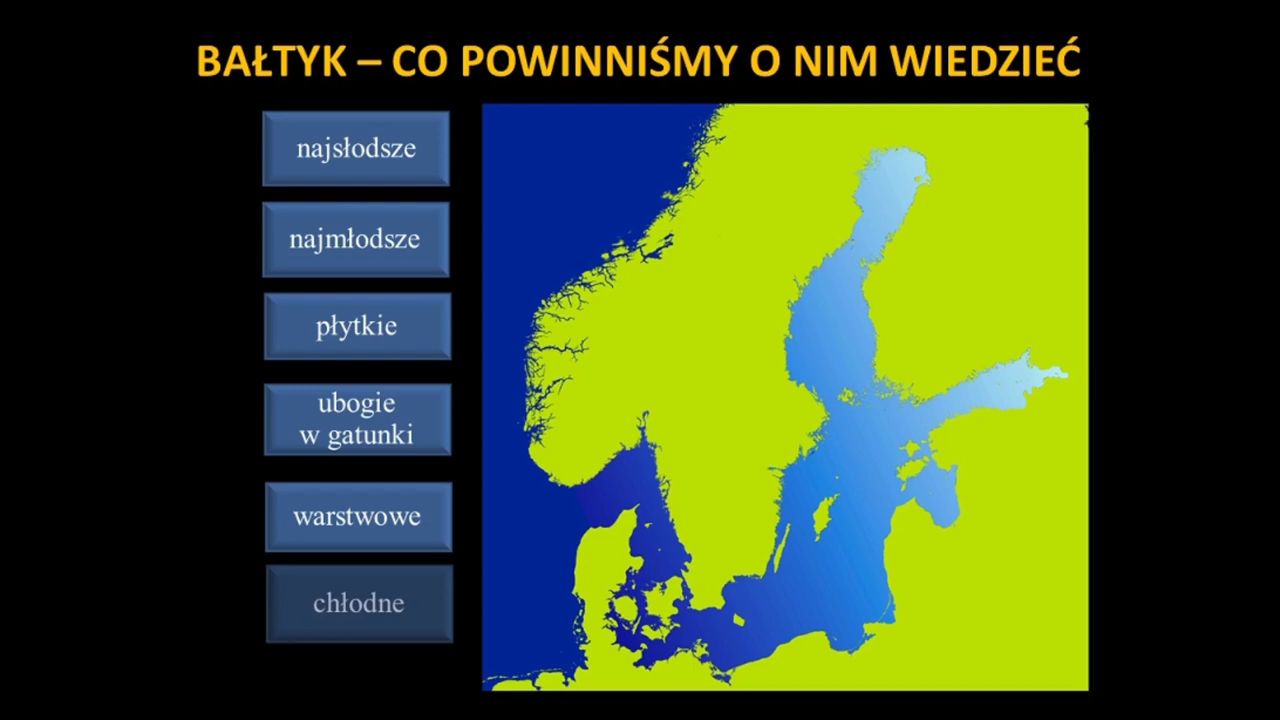 BAŁTYK – CO POWINNIŚMY O NIM WIEDZIEĆ
najsłodsze
najmłodsze
płytkie
ubogie
w gatunki
warstwowe
chłodne